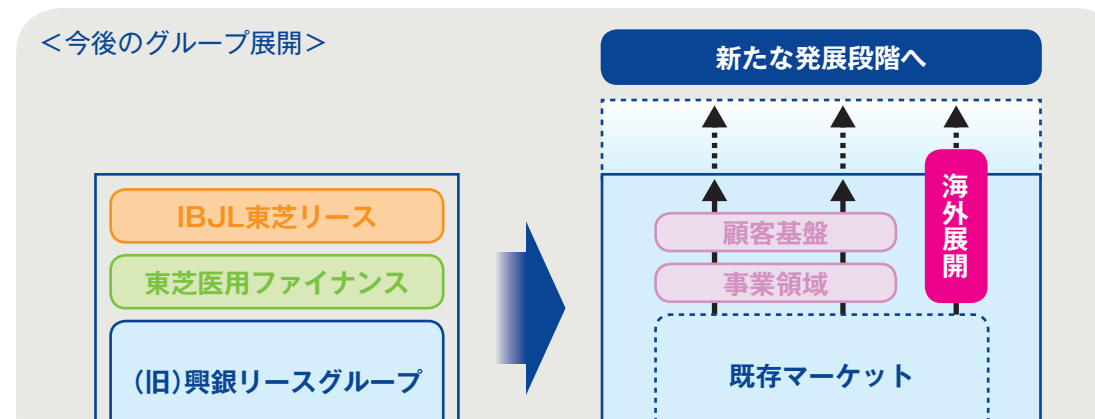 ＜今後のグループ展開＞
新たな発展段階へ
IBJL東芝リース
東芝医用ファイナンス
(旧)興銀リースグループ
海外展開
顧客基盤
事業領域
既存マーケット